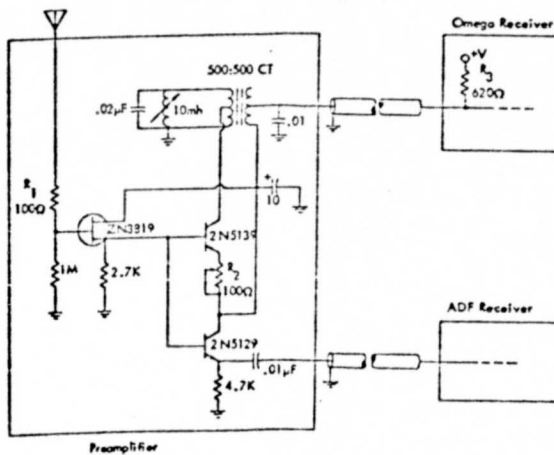 Omega Receiver
+V
R3
620Ω
500:500 CT
.02µF
10mh
.01
R1
100Ω
+
10
2N3819
2N5139
1M
2.7K
R2
100Ω
ADF Receiver
2N5129
.01µF
4.7K
Preamplifier